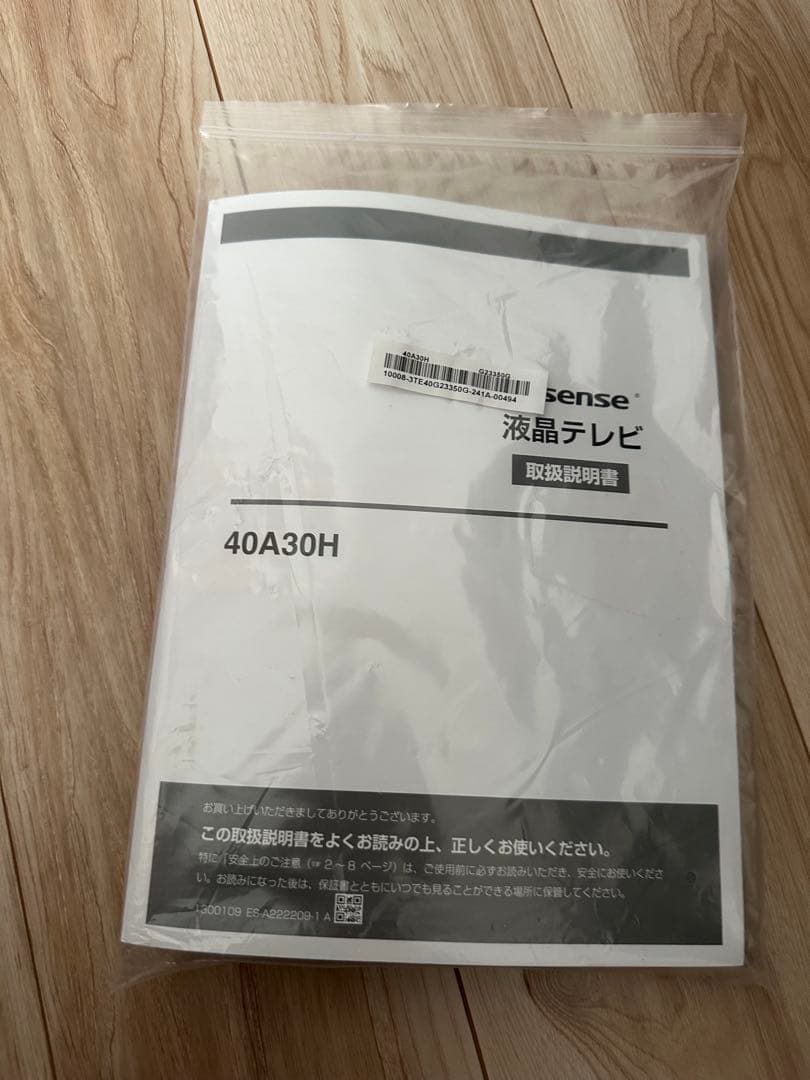 40A30H G23350G
10008-3TE40G23350G-241A-00494
sense
液晶テレビ
取扱説明書
40A30H
お買い上げいただきましてありがとうございます。
この取扱説明書をよくお読みの上、正しくお使いください。
特に「安全上のご注意（☞ 2～8 ページ）は、ご使用前に必ずお読みいただき、安全にお使いくださ
い。お読みになった後は、保証書とともにいつでも見ることができる場所に保管してください。
1300109 ES-A222209-1 A